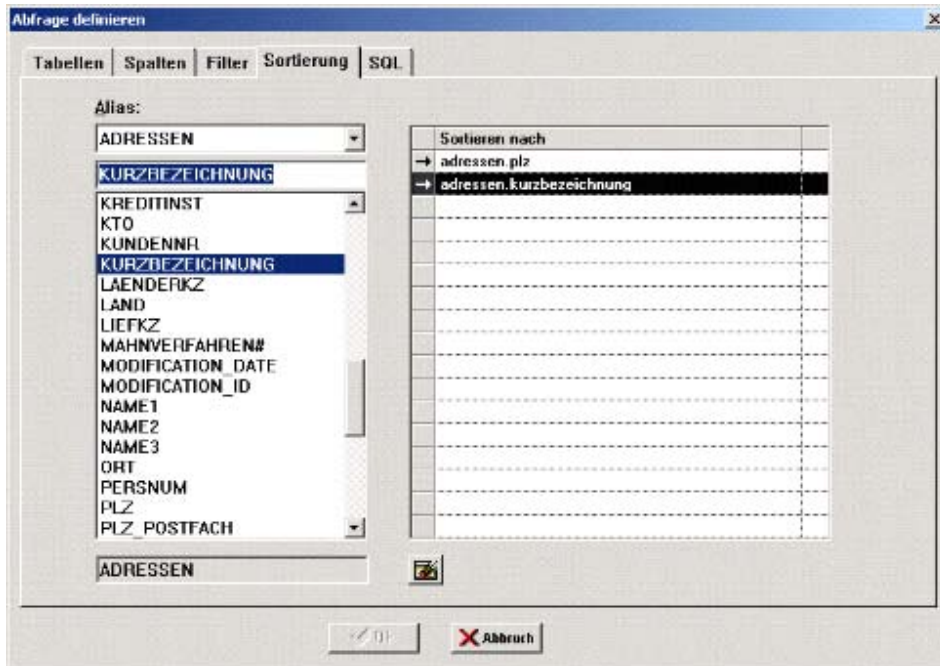 Abfrage definieren
Tabellen Spalten Filter Sortierung SQL
Alias:
ADRESSEN
KURZBEZEICHNUNG
KREDITINST
KTO
KUNDENNR
KURZBEZEICHNUNG
LAENDERKZ
LAND
LIEFKZ
MAHNVERFAHREN#
MODIFICATION_DATE
MODIFICATION_ID
NAME1
NAME2
NAME3
ORT
PERSNUM
PLZ
PLZ_POSTFACH
ADRESSEN
Sortieren nach
adressen.plz
adressen.kurzbezeichnung
Abbruch